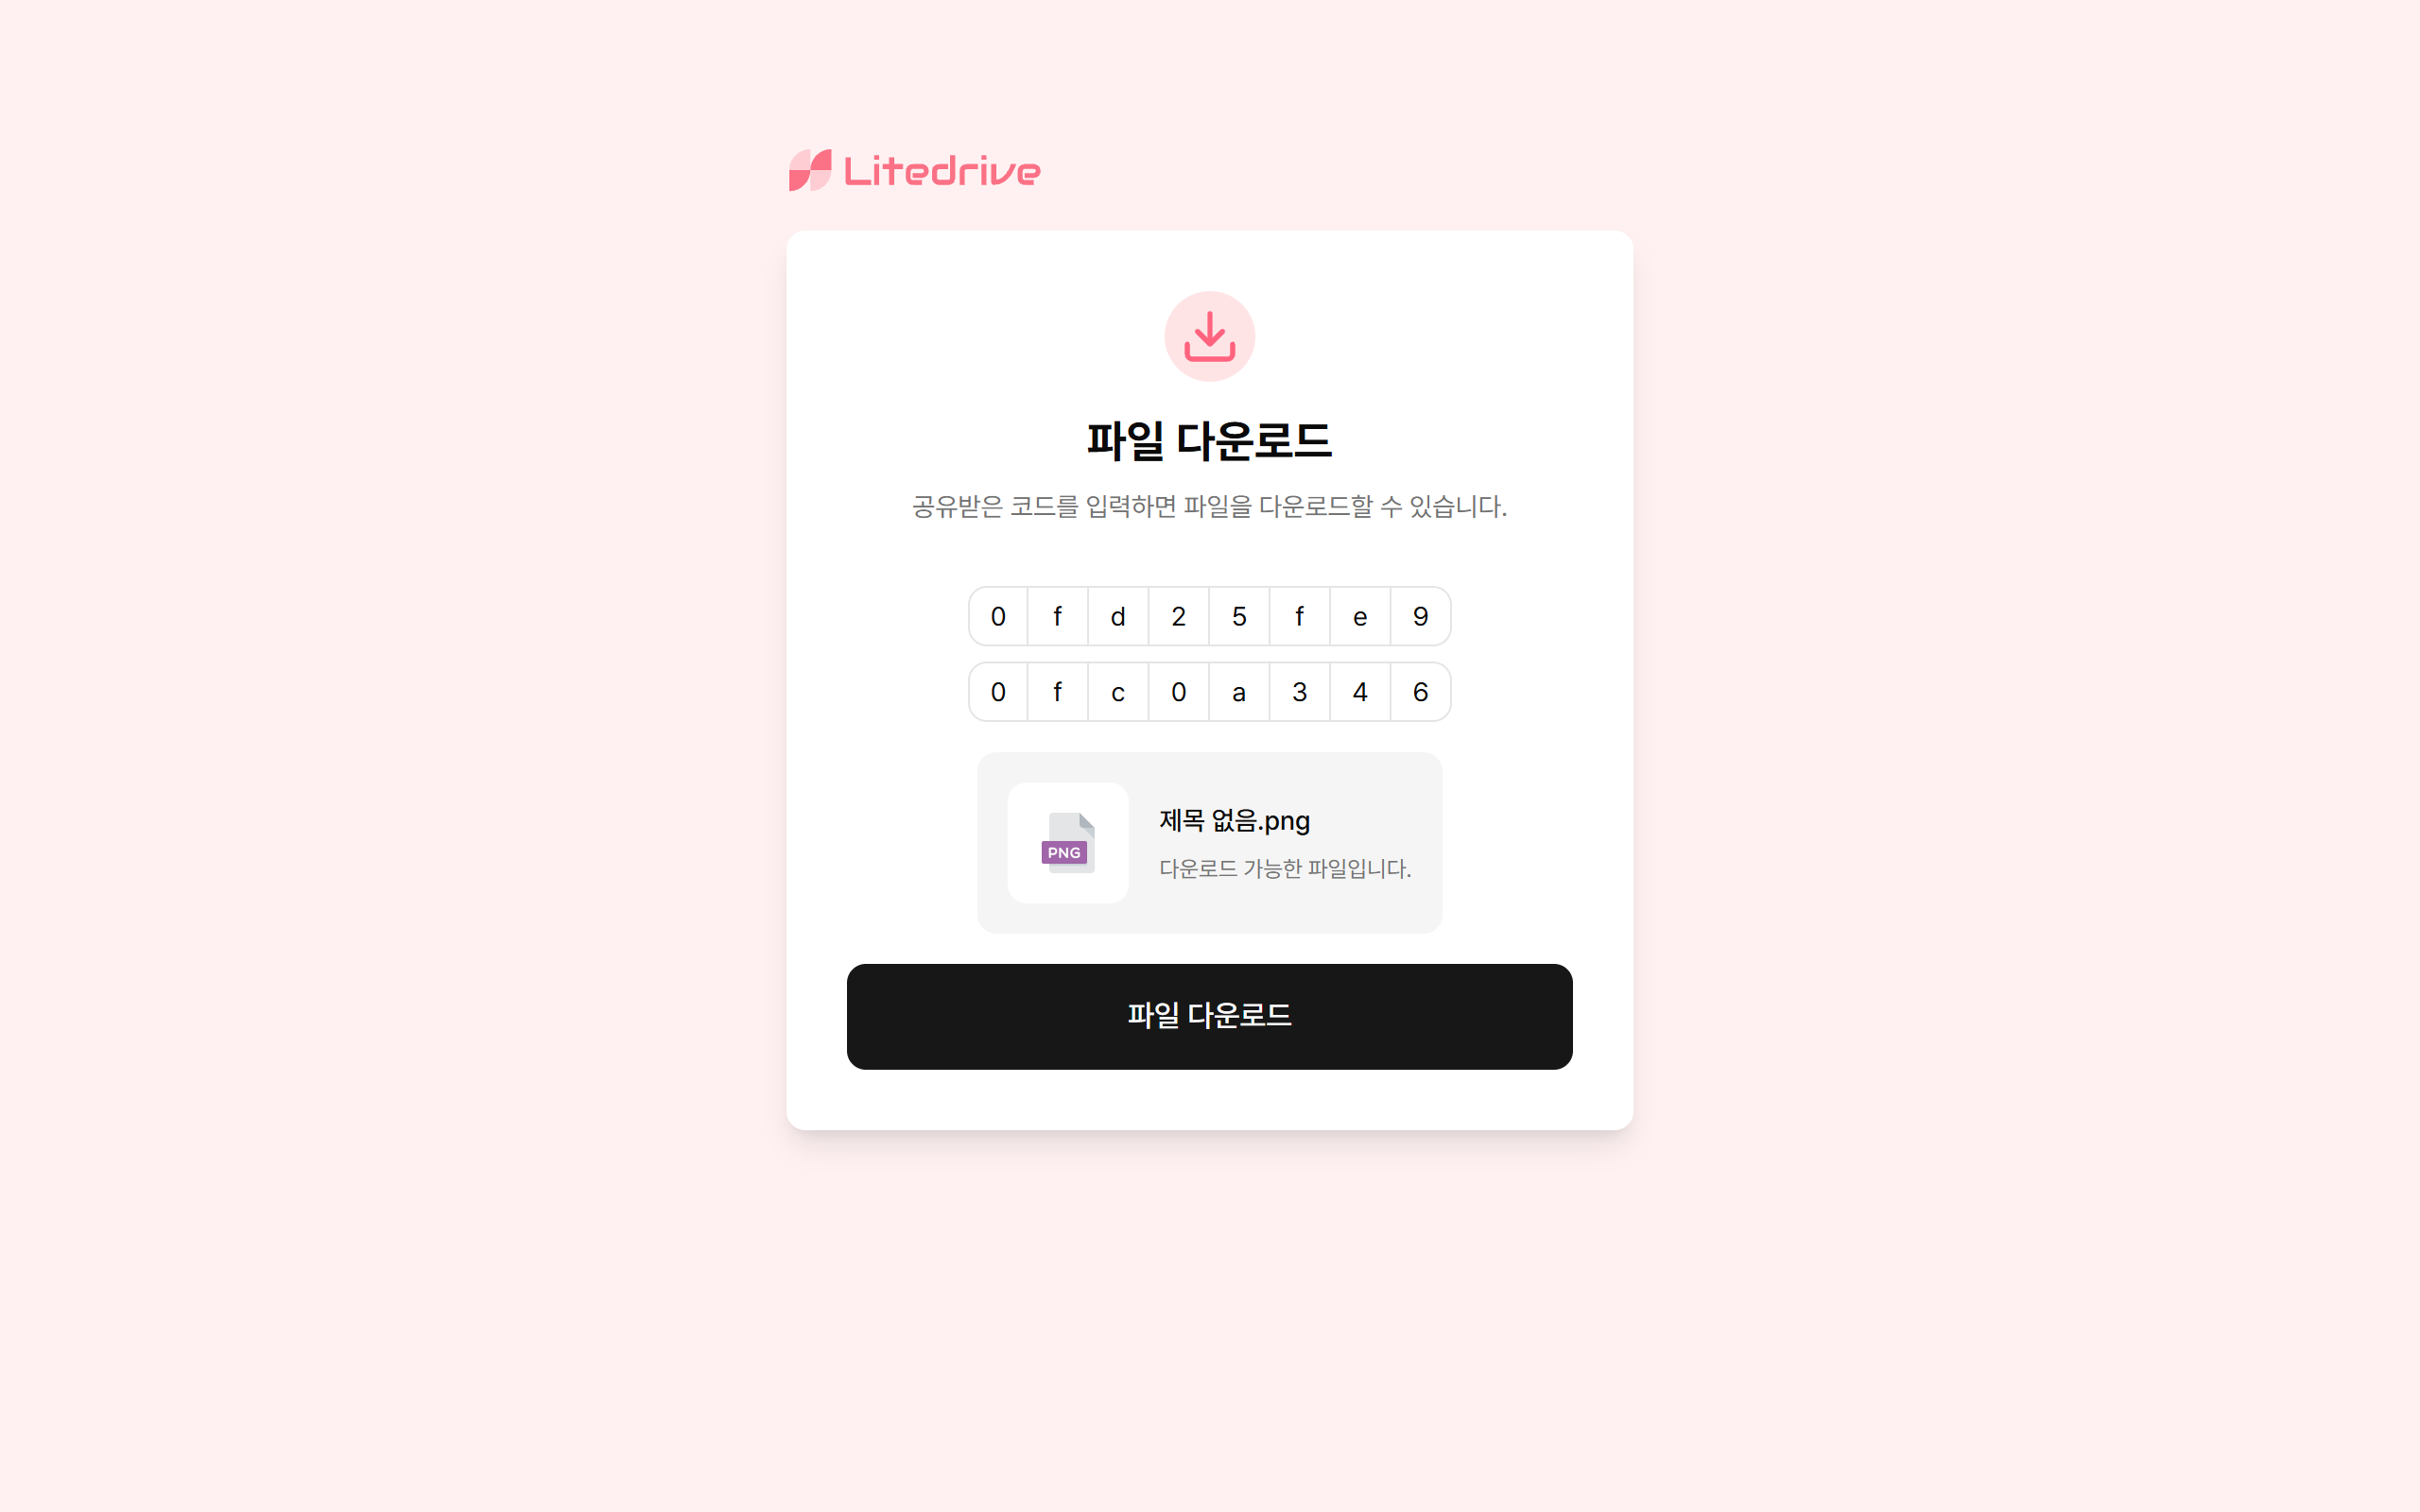 Litedrive
파일 다운로드
공유받은 코드를 입력하면 파일을 다운로드할 수 있습니다.
0 f d 2 5 f e 9
0 f c 0 a 3 4 6
PNG
제목 없음.png
다운로드 가능한 파일입니다.
파일 다운로드